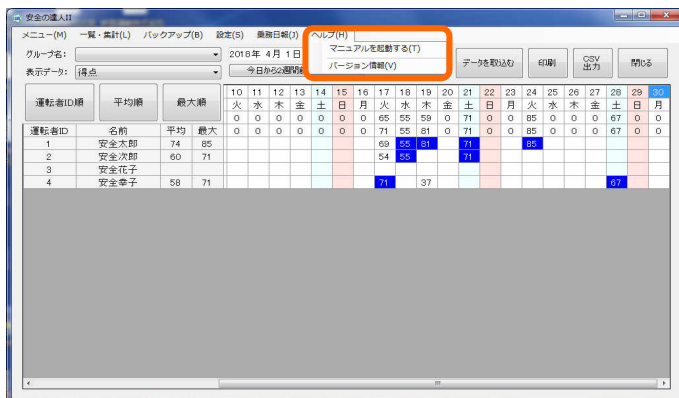 安全の達人II
メニュー(M) 一覧・集計(L) バックアップ(B) 設定(S) 乗務日報(J) ヘルプ(H)
マニュアルを起動する(T)
バージョン情報(V)
グループ名: 2018年 4月 1日
表示データ: 得点 今日から2週間
データを取込む 印刷 CSV出力 閉じる
運転者ID順 平均順 最大順
10 11 12 13 14 15 16 17 18 19 20 21 22 23 24 25 26 27 28 29 30
火 水 木 金 土 日 月 火 水 木 金 土 日 月 火 水 木 金 土 日 月
0 0 0 0 0 0 0 65 55 59 0 71 0 0 85 0 0 0 67 0 0
運転者ID 名前 平均 最大 0 0 0 0 0 0 0 71 55 81 0 71 0 0 85 0 0 0 67 0 0
1 安全太郎 74 85 69 55 81 71 85
2 安全次郎 60 71 54 55 71
3 安全花子
4 安全幸子 58 71 71 37 67